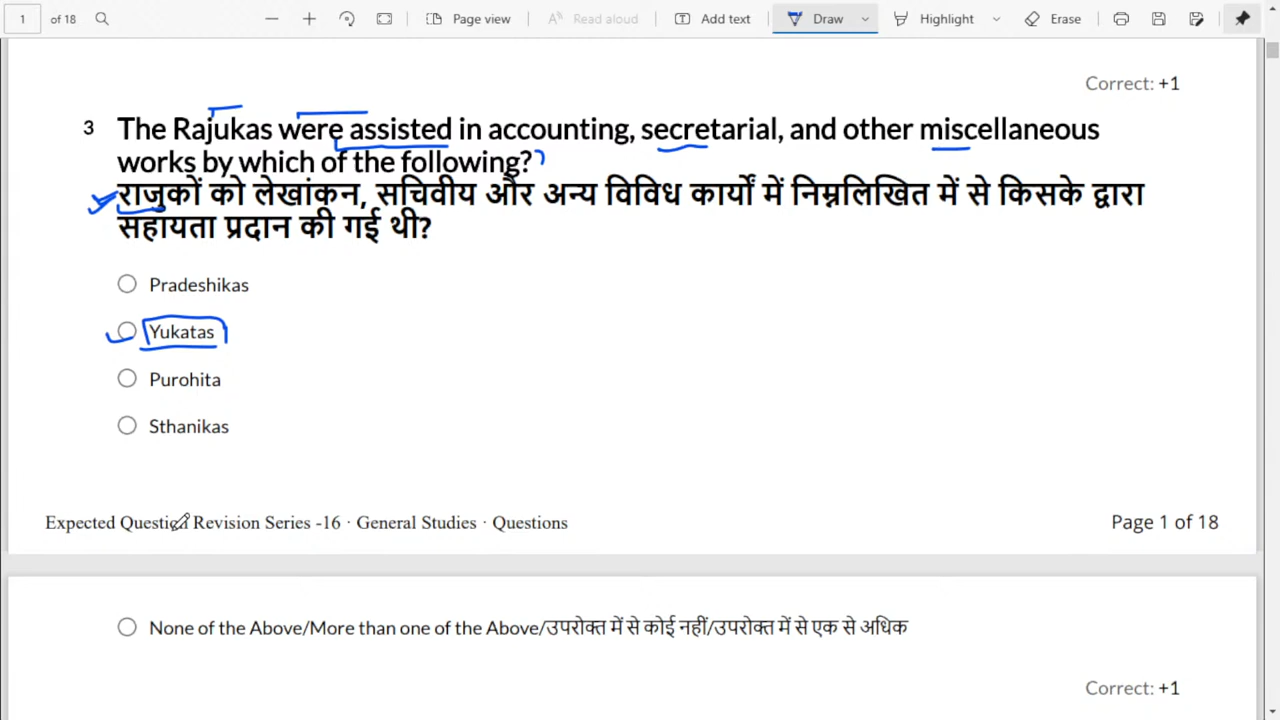 1 of 18 Page view Read aloud Add text Draw Highlight Erase
Correct: +1
3 The Rajukas were assisted in accounting, secretarial, and other miscellaneous
works by which of the following?
राजुकों को लेखांकन, सचिवीय और अन्य विविध कार्यों में निम्नलिखित में से किसके द्वारा
सहायता प्रदान की गई थी?
Pradeshikas
Yukatas
Purohita
Sthanikas
Expected Question Revision Series -16 · General Studies · Questions Page 1 of 18
None of the Above/More than one of the Above/उपरोक्त में से कोई नहीं/उपरोक्त में से एक से अधिक
Correct: +1